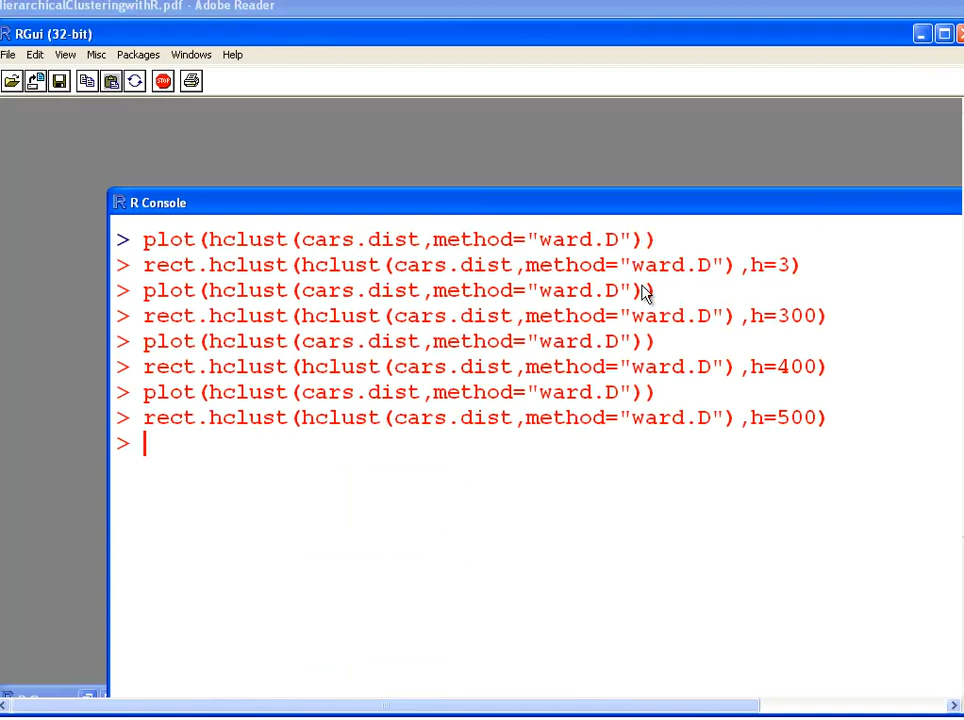 HierarchicalClusteringwithR.pdf - Adobe Reader
RGui (32-bit)
File Edit View Misc Packages Windows Help
STOP
R Console
> plot(hclust(cars.dist,method="ward.D"))
> rect.hclust(hclust(cars.dist,method="ward.D"),h=3)
> plot(hclust(cars.dist,method="ward.D"))
> rect.hclust(hclust(cars.dist,method="ward.D"),h=300)
> plot(hclust(cars.dist,method="ward.D"))
> rect.hclust(hclust(cars.dist,method="ward.D"),h=400)
> plot(hclust(cars.dist,method="ward.D"))
> rect.hclust(hclust(cars.dist,method="ward.D"),h=500)
>